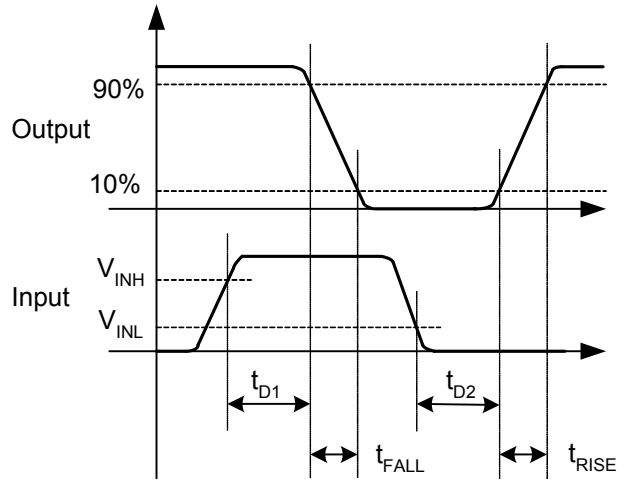 90%
Output
10%
V_INH
Input
V_INL
t_D1
t_D2
t_FALL
t_RISE